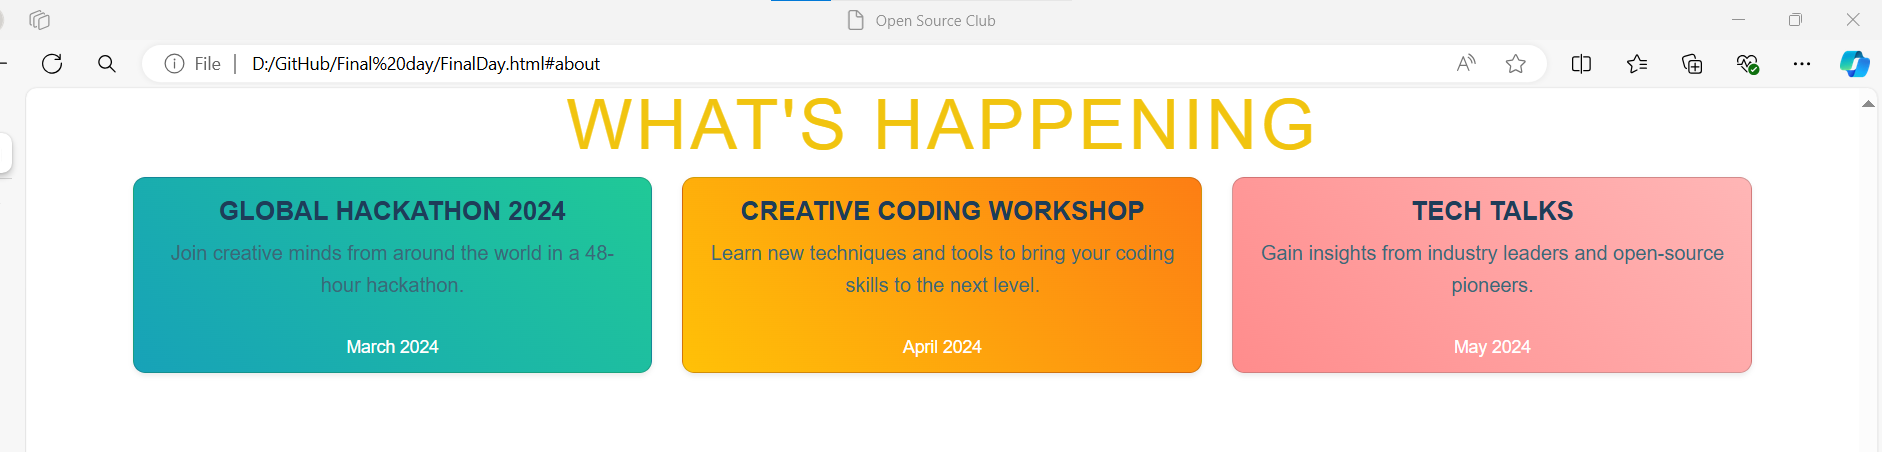 Open Source Club
File
D:/GitHub/Final%20day/FinalDay.html#about
WHAT'S HAPPENING
GLOBAL HACKATHON 2024
Join creative minds from around the world in a 48-
hour hackathon.
March 2024
CREATIVE CODING WORKSHOP
Learn new techniques and tools to bring your coding
skills to the next level.
April 2024
TECH TALKS
Gain insights from industry leaders and open-source
pioneers.
May 2024